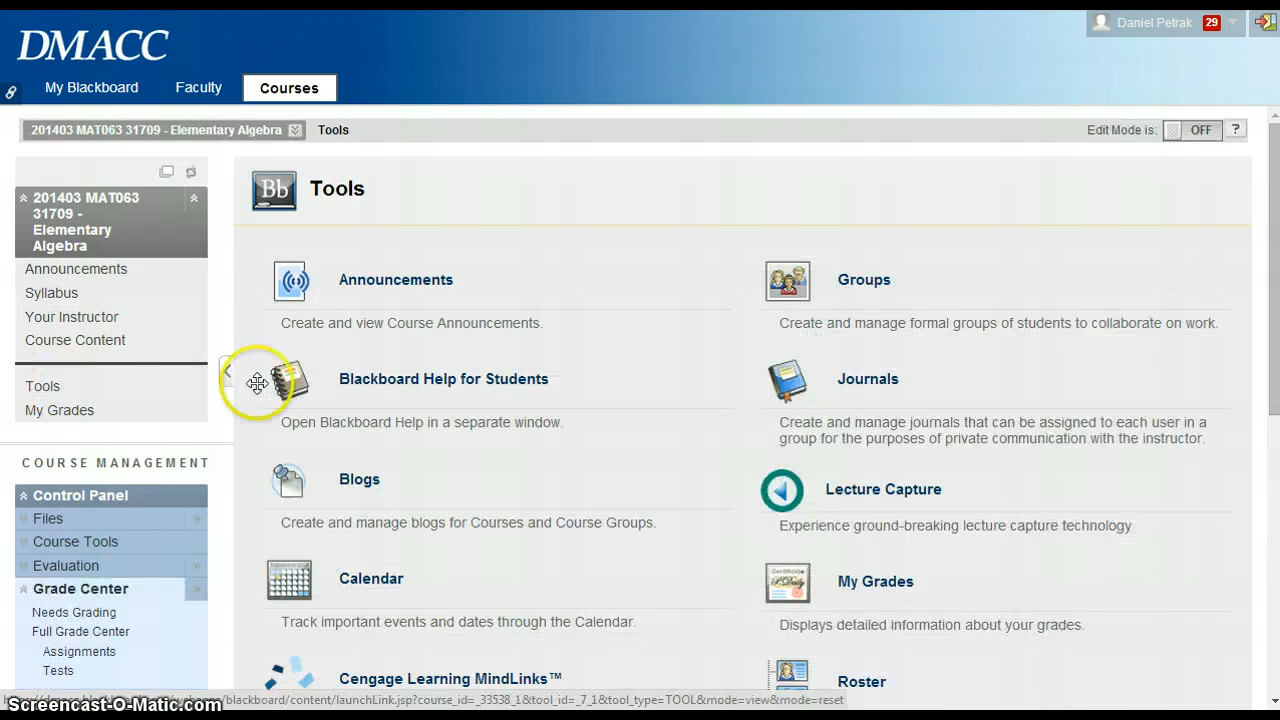 DMACC
Daniel Petrak 29
My Blackboard Faculty Courses
201403 MAT063 31709 - Elementary Algebra Tools
Edit Mode is: OFF ?
201403 MAT063
31709 -
Elementary
Algebra
Announcements
Syllabus
Your Instructor
Course Content
Tools
My Grades
COURSE MANAGEMENT
Control Panel
Files
Course Tools
Evaluation
Grade Center
Needs Grading
Full Grade Center
Assignments
Tests
Bb Tools
Announcements
Create and view Course Announcements.
Blackboard Help for Students
Open Blackboard Help in a separate window.
Blogs
Create and manage blogs for Courses and Course Groups.
Calendar
Track important events and dates through the Calendar.
Cengage Learning MindLinks™
Groups
Create and manage formal groups of students to collaborate on work.
Journals
Create and manage journals that can be assigned to each user in a
group for the purposes of private communication with the instructor.
Lecture Capture
Experience ground-breaking lecture capture technology
My Grades
Displays detailed information about your grades.
Roster
/blackboard/content/launchLink.jsp?course_id=_33538_1&tool_id=_7_1&tool_type=TOOL&mode=view&mode=reset
Screencast-O-Matic.com